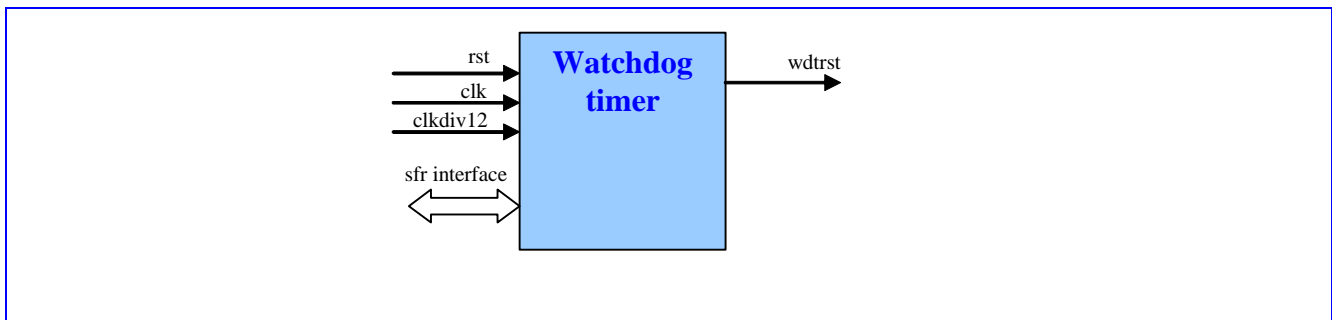 rst
clk
clkdiv12
sfr interface
Watchdog
timer
wdtrst